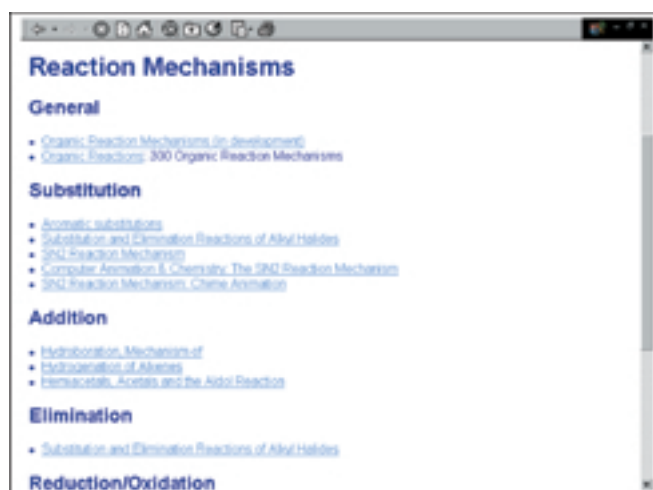 Reaction Mechanisms
General
Organic Reaction Mechanisms (in development)
Organic Reactions: 300 Organic Reaction Mechanisms
Substitution
Aromatic substitutions
Substitution and Elimination Reactions of Alkyl Halides
SN2 Reaction Mechanism
Computer Animation & Chemistry: The SN2 Reaction Mechanism
SN2 Reaction Mechanism: Chime Animation
Addition
Hydroboration, Mechanism of
Hydrogenation of Alkenes
Hemiacetals, Acetals and the Aldol Reaction
Elimination
Substitution and Elimination Reactions of Alkyl Halides
Reduction/Oxidation